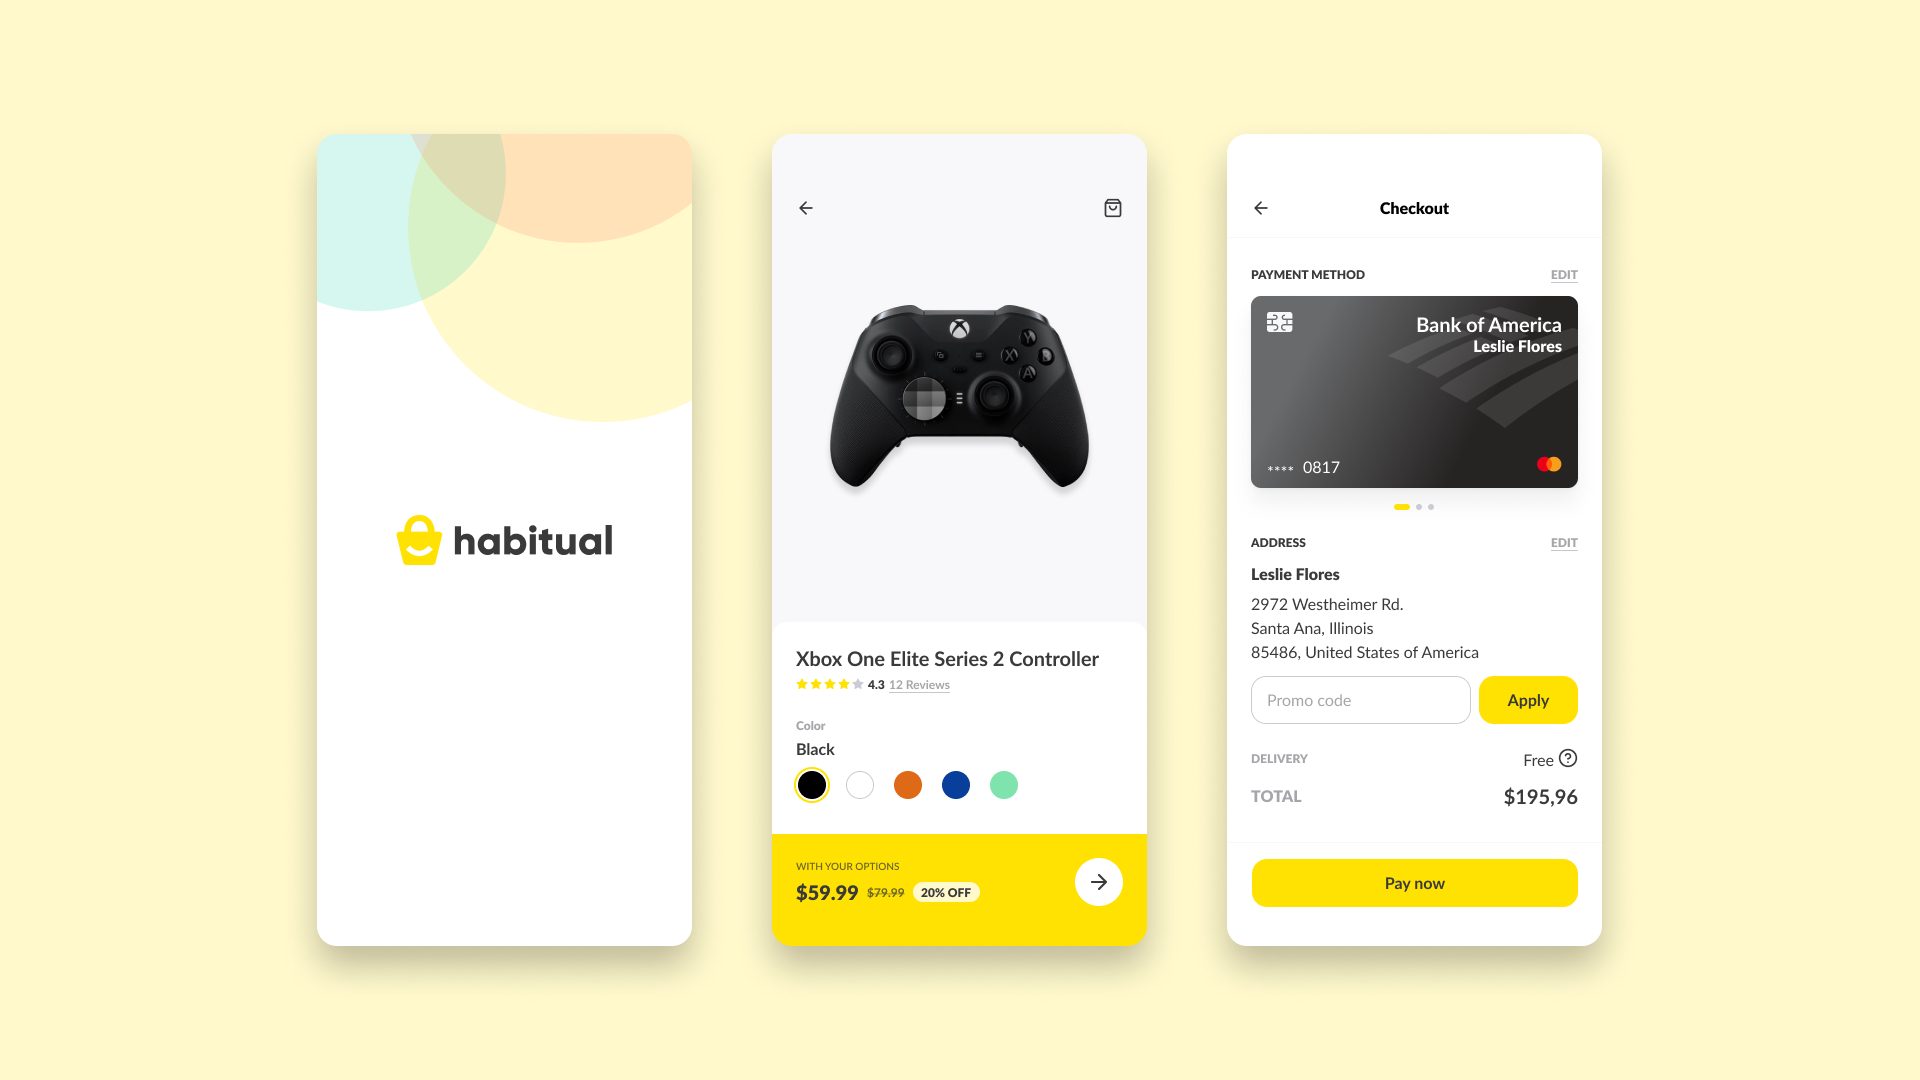 habitual
Xbox One Elite Series 2 Controller
4.3 12 Reviews
Color
Black
WITH YOUR OPTIONS
$59.99 $79.99 20% OFF
Checkout
PAYMENT METHOD EDIT
Bank of America
Leslie Flores
**** 0817
ADDRESS EDIT
Leslie Flores
2972 Westheimer Rd.
Santa Ana, Illinois
85486, United States of America
Promo code Apply
DELIVERY Free ?
TOTAL $195,96
Pay now
Y
X
A